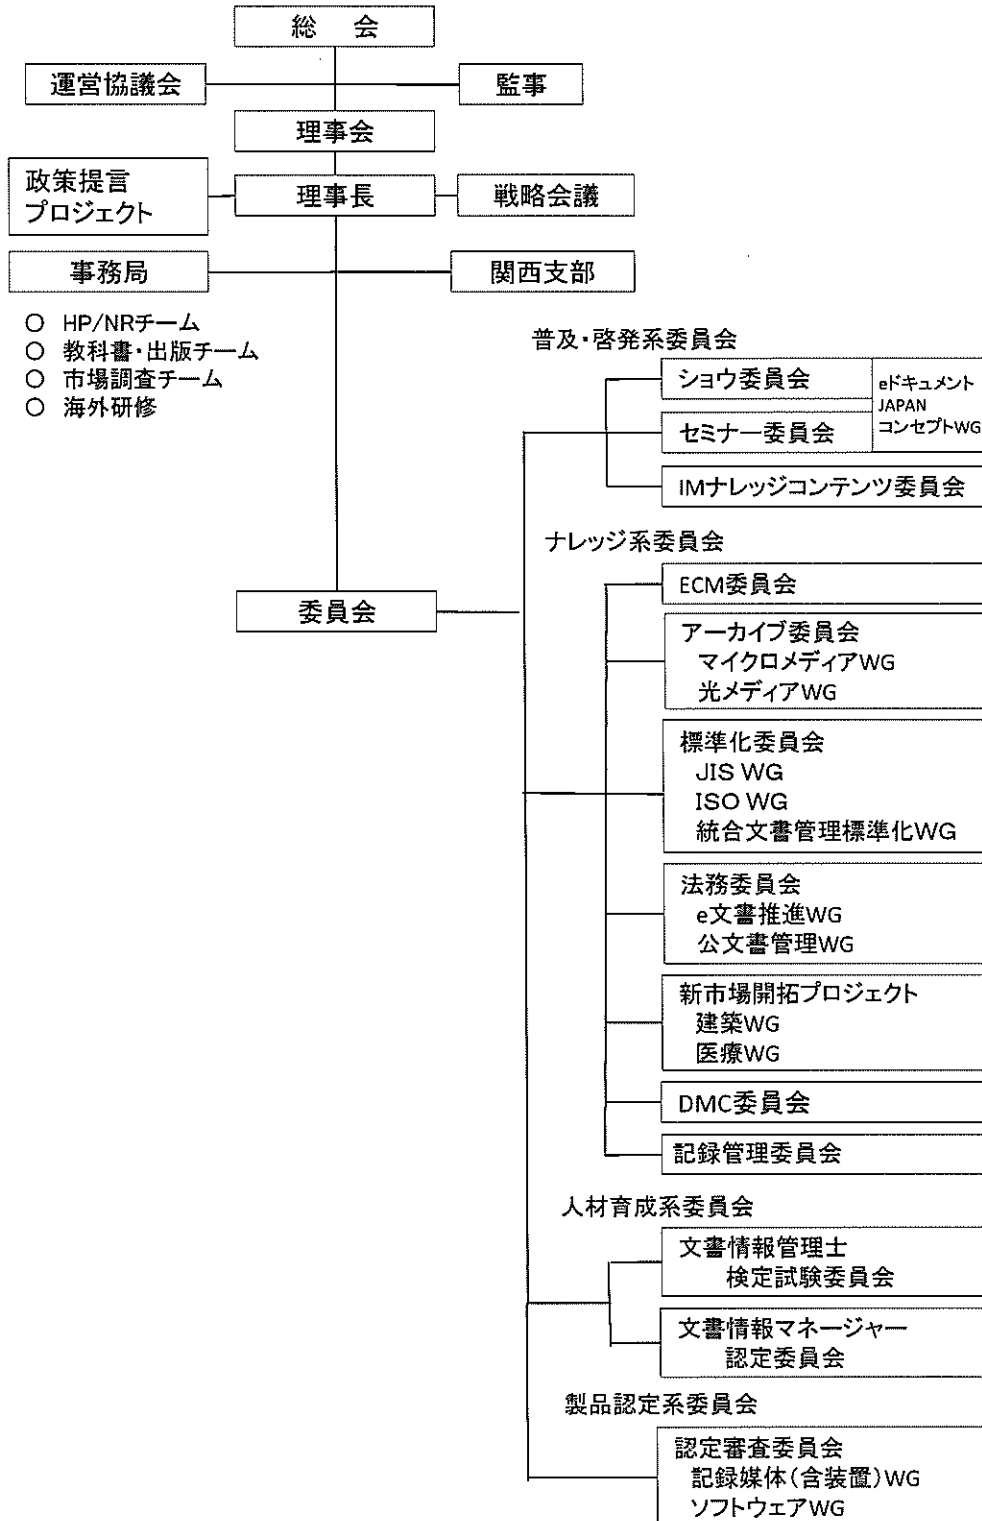 総 会
運営協議会
監事
理事会
政策提言
プロジェクト
理事長
戦略会議
事務局
関西支部
○ HP/NRチーム
○ 教科書・出版チーム
○ 市場調査チーム
○ 海外研修
普及・啓発系委員会
ショウ委員会
eドキュメント
JAPAN
コンセプトWG
セミナー委員会
IMナレッジコンテンツ委員会
ナレッジ系委員会
委員会
ECM委員会
アーカイブ委員会
マイクロメディアWG
光メディアWG
標準化委員会
JIS WG
ISO WG
統合文書管理標準化WG
法務委員会
e文書推進WG
公文書管理WG
新市場開拓プロジェクト
建築WG
医療WG
DMC委員会
記録管理委員会
人材育成系委員会
文書情報管理士
検定試験委員会
文書情報マネージャー
認定委員会
製品認定系委員会
認定審査委員会
記録媒体(含装置)WG
ソフトウェアWG